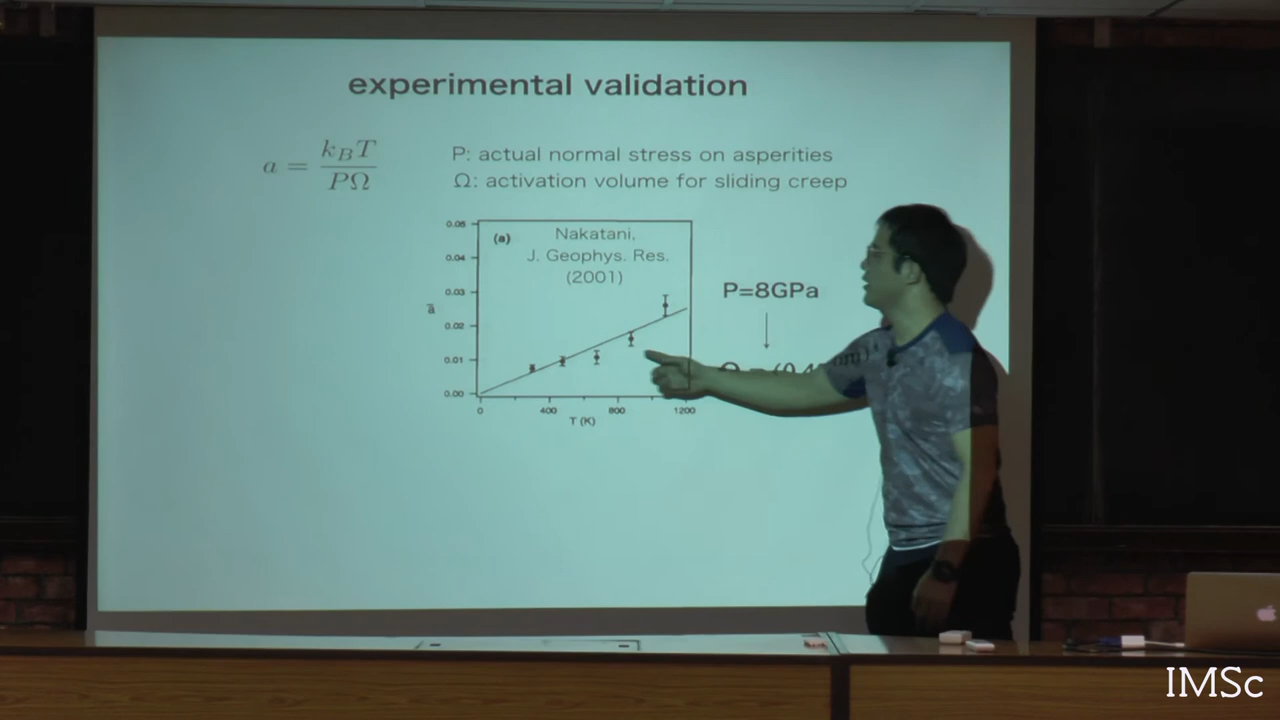 experimental validation
a = k_B T / PΩ
P: actual normal stress on asperities
Ω: activation volume for sliding creep
(a)
Nakatani,
J. Geophys. Res.
(2001)
0.05
0.04
0.03
0.02
0.01
0.00
a
0
400
800
1200
T (K)
P=8GPa
IMSc